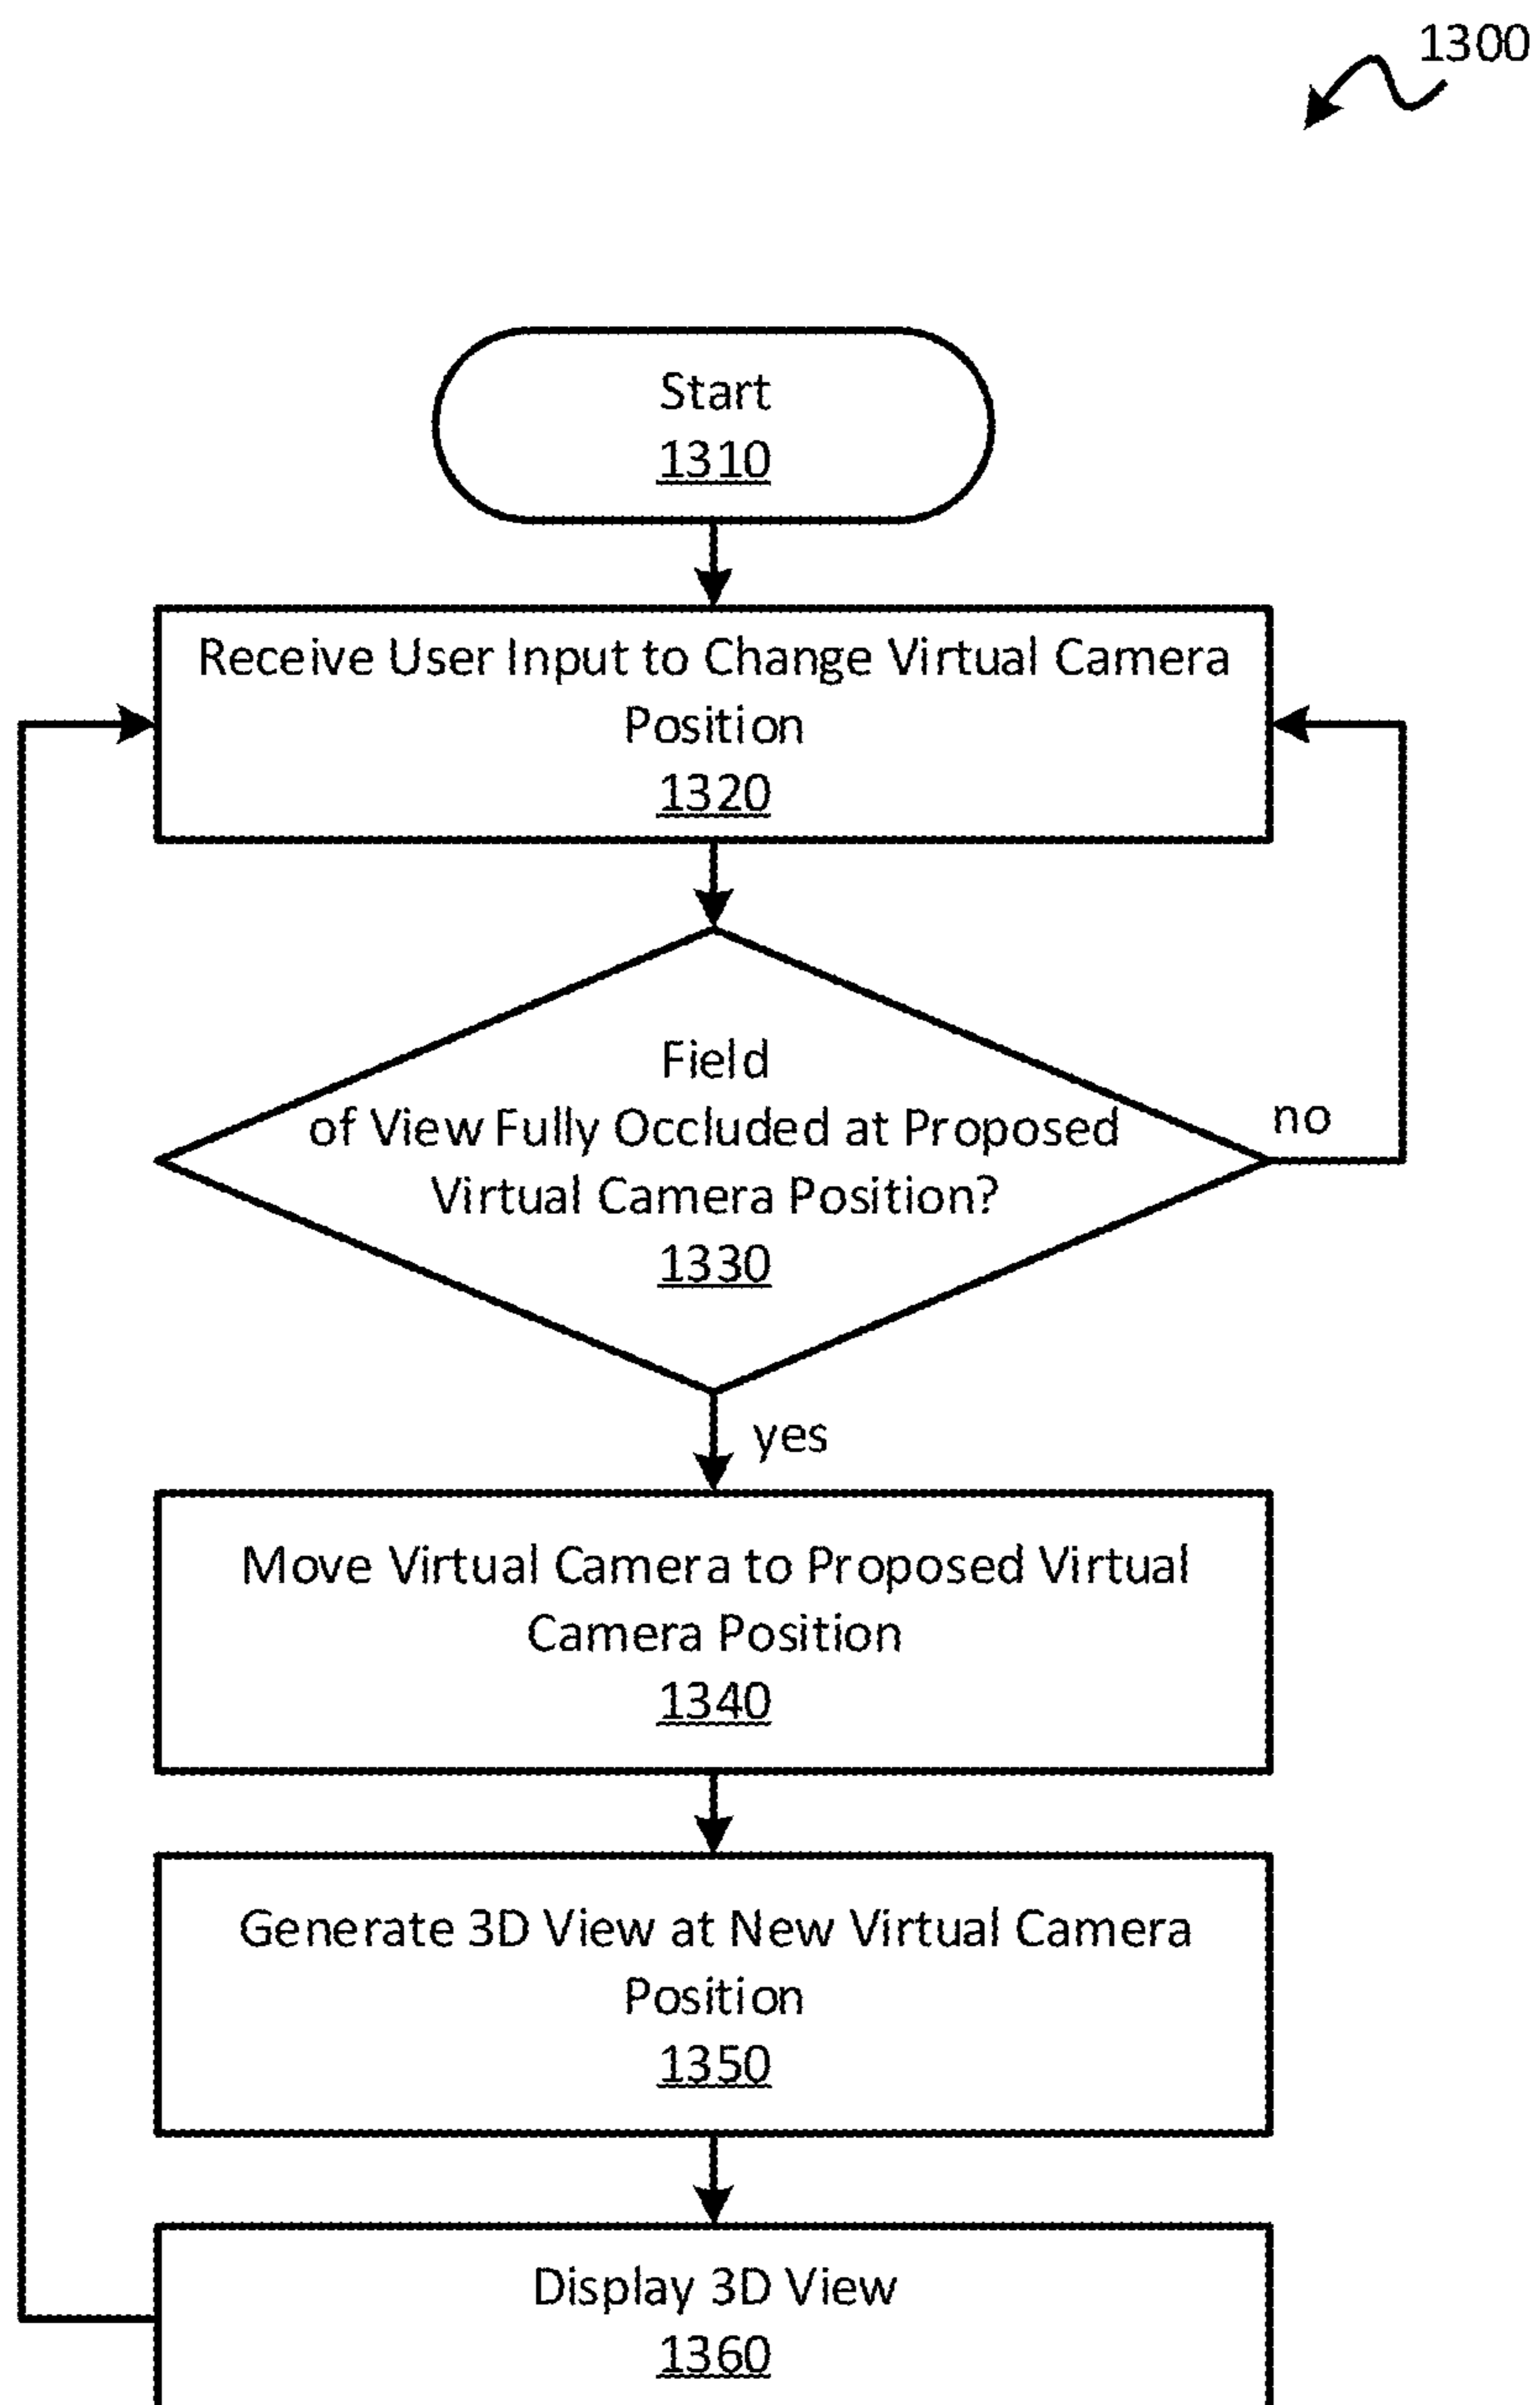 1300
Start
1310
Receive User Input to Change Virtual Camera
Position
1320
Field
of View Fully Occluded at Proposed
Virtual Camera Position?
1330
no
yes
Move Virtual Camera to Proposed Virtual
Camera Position
1340
Generate 3D View at New Virtual Camera
Position
1350
Display 3D View
1360